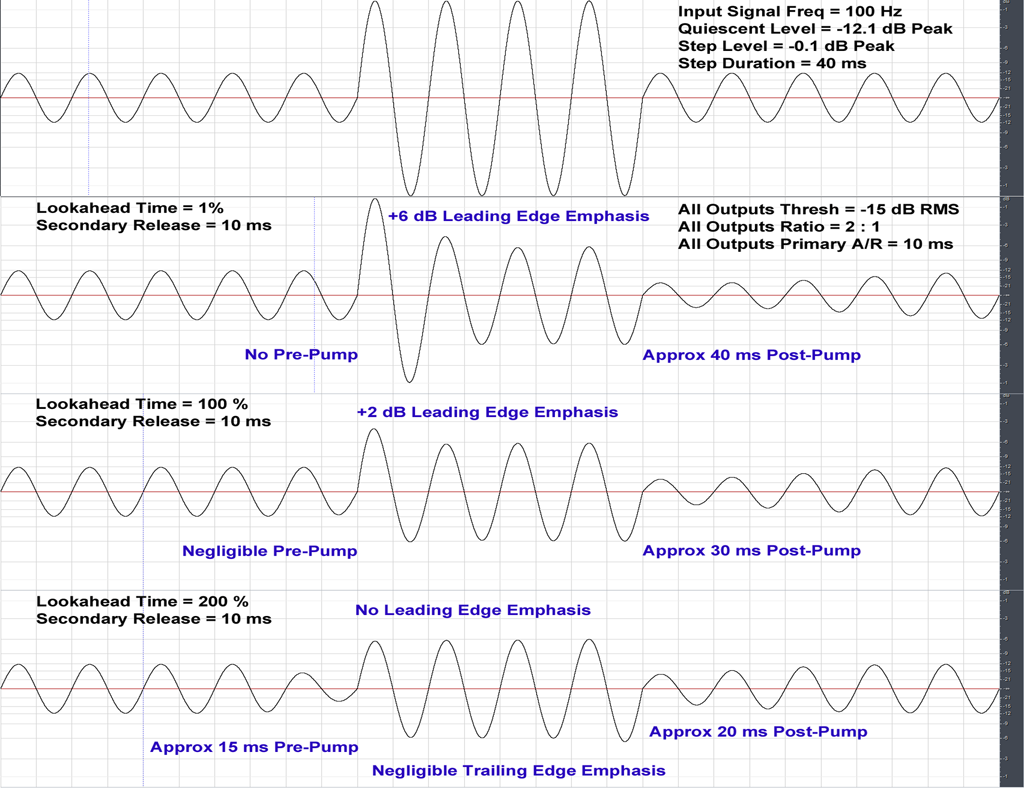 Input Signal Freq = 100 Hz
Quiescent Level = -12.1 dB Peak
Step Level = -0.1 dB Peak
Step Duration = 40 ms
Lookahead Time = 1%
Secondary Release = 10 ms
+6 dB Leading Edge Emphasis
All Outputs Thresh = -15 dB RMS
All Outputs Ratio = 2 : 1
All Outputs Primary A/R = 10 ms
No Pre-Pump
Approx 40 ms Post-Pump
Lookahead Time = 100 %
Secondary Release = 10 ms
+2 dB Leading Edge Emphasis
Negligible Pre-Pump
Approx 30 ms Post-Pump
Lookahead Time = 200 %
Secondary Release = 10 ms
No Leading Edge Emphasis
Approx 15 ms Pre-Pump
Approx 20 ms Post-Pump
Negligible Trailing Edge Emphasis